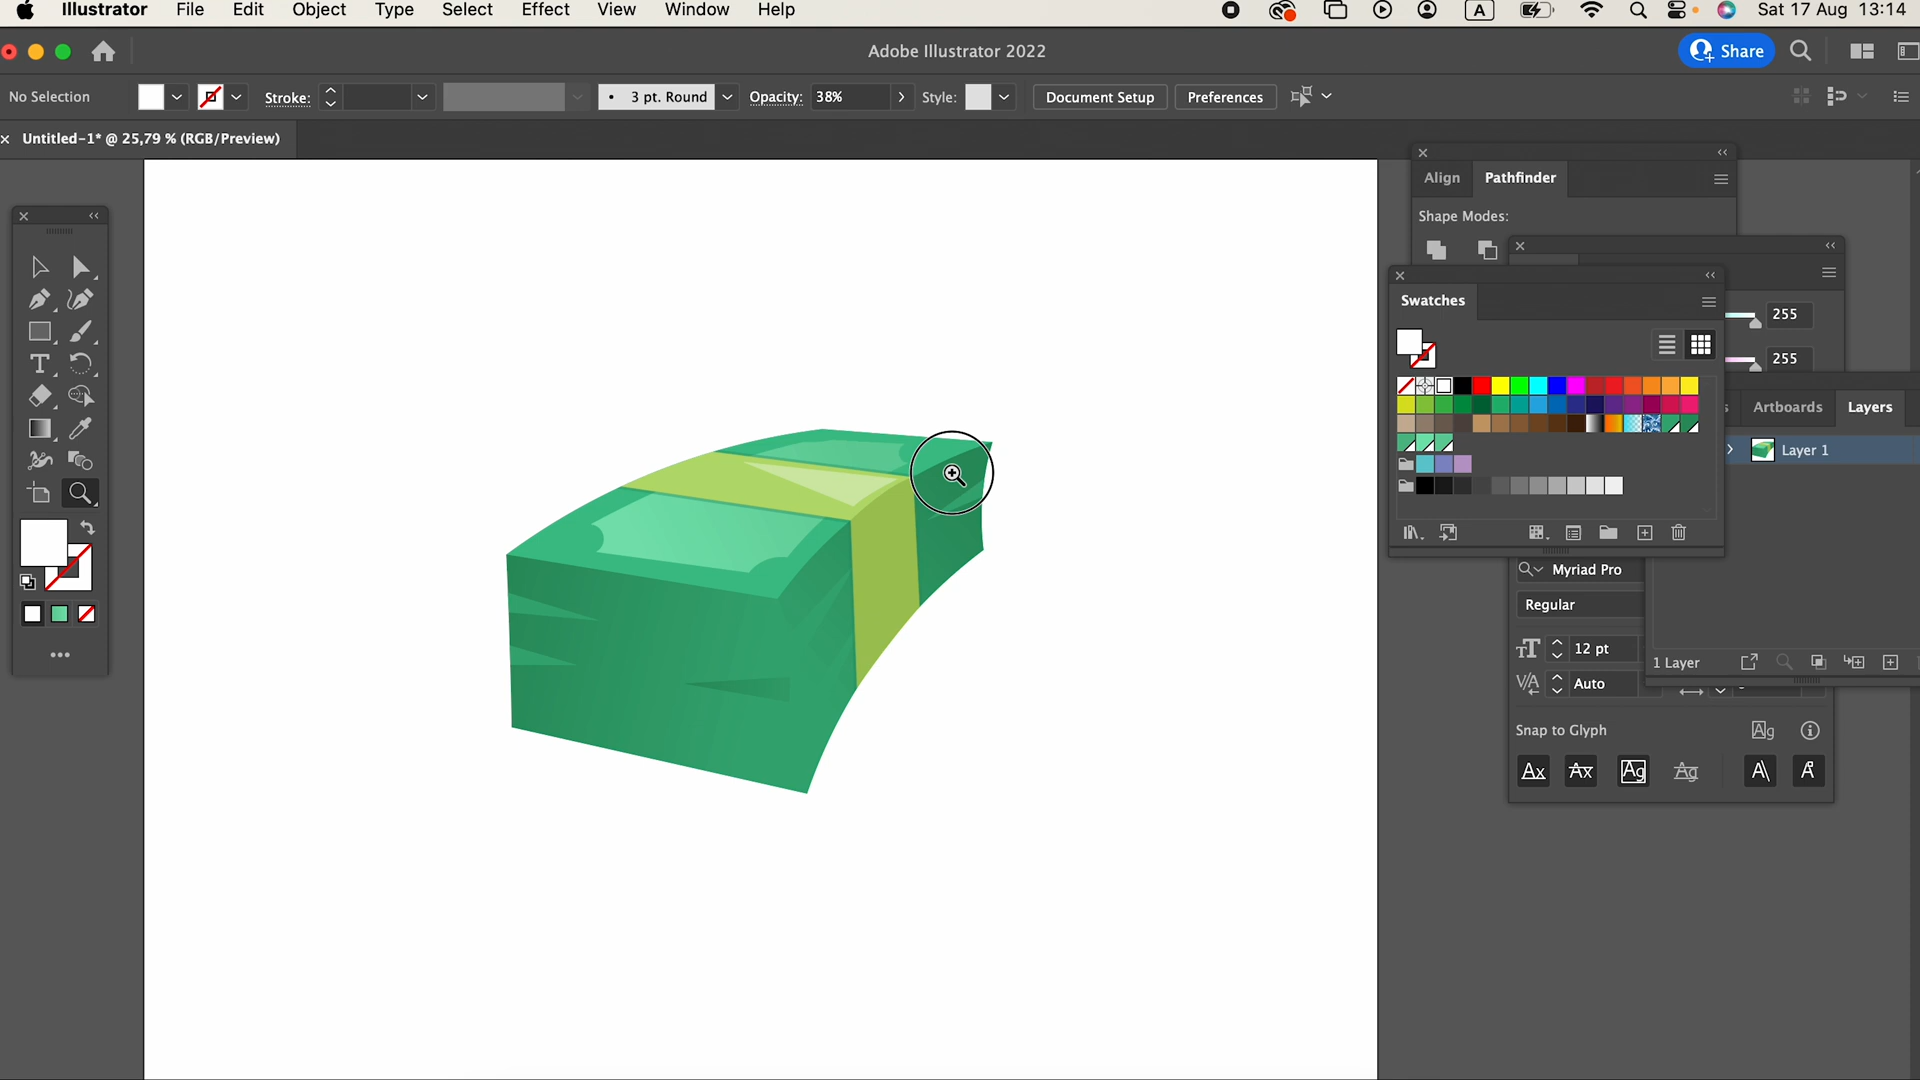 Illustrator File Edit Object Type Select Effect View Window Help A Sat 17 Aug 13:14
Adobe Illustrator 2022
Share
No Selection Stroke: 3 pt. Round Opacity: 38% Style: Document Setup Preferences
Untitled-1* @ 25,79 % (RGB/Preview)
Align Pathfinder
Shape Modes:
Swatches
255
255
Artboards Layers
Layer 1
Myriad Pro
Regular
12 pt
1 Layer
Auto
Snap to Glyph